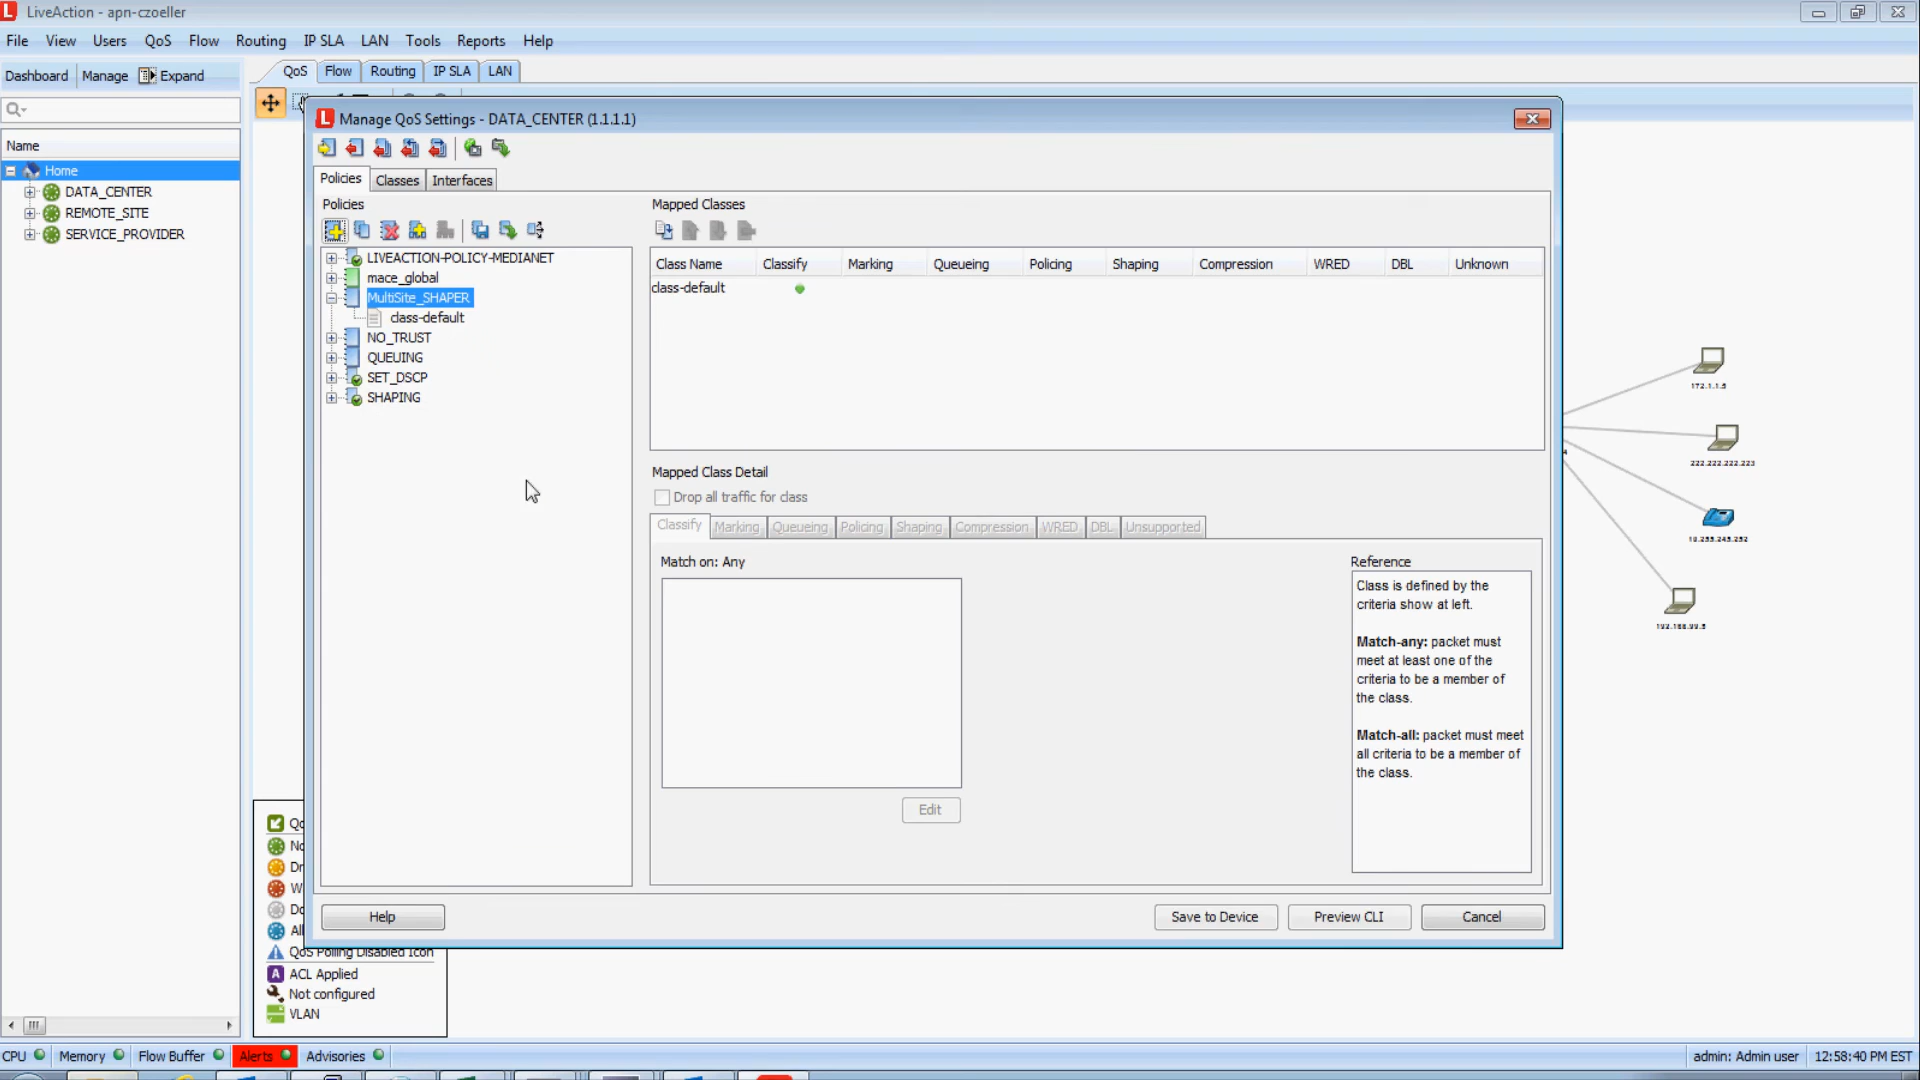 LiveAction - apn-czoeller
File View Users QoS Flow Routing IP SLA LAN Tools Reports Help
Dashboard Manage Expand
QoS Flow Routing IP SLA LAN
Manage QoS Settings - DATA_CENTER (1.1.1.1)
Name
Home
DATA_CENTER
REMOTE_SITE
SERVICE_PROVIDER
Policies Classes Interfaces
Policies
LIVEACTION-POLICY-MEDIANET
mace_global
MultiSite_SHAPER
class-default
NO_TRUST
QUEUING
SET_DSCP
SHAPING
Mapped Classes
Class Name Classify Marking Queueing Policing Shaping Compression WRED DBL Unknown
class-default
Mapped Class Detail
Drop all traffic for class
Classify Marking Queueing Policing Shaping Compression WRED DBL Unsupported
Match on: Any
Edit
Reference
Class is defined by the
criteria show at left.
Match-any: packet must
meet at least one of the
criteria to be a member of
the class.
Match-all: packet must meet
all criteria to be a member of
the class.
Help
Save to Device Preview CLI Cancel
172.1.1.5
222.222.222.223
192.168.99.5
QoS Polling Disabled Icon
ACL Applied
Not configured
VLAN
CPU Memory Flow Buffer Alerts Advisories
admin: Admin user 12:58:40 PM EST